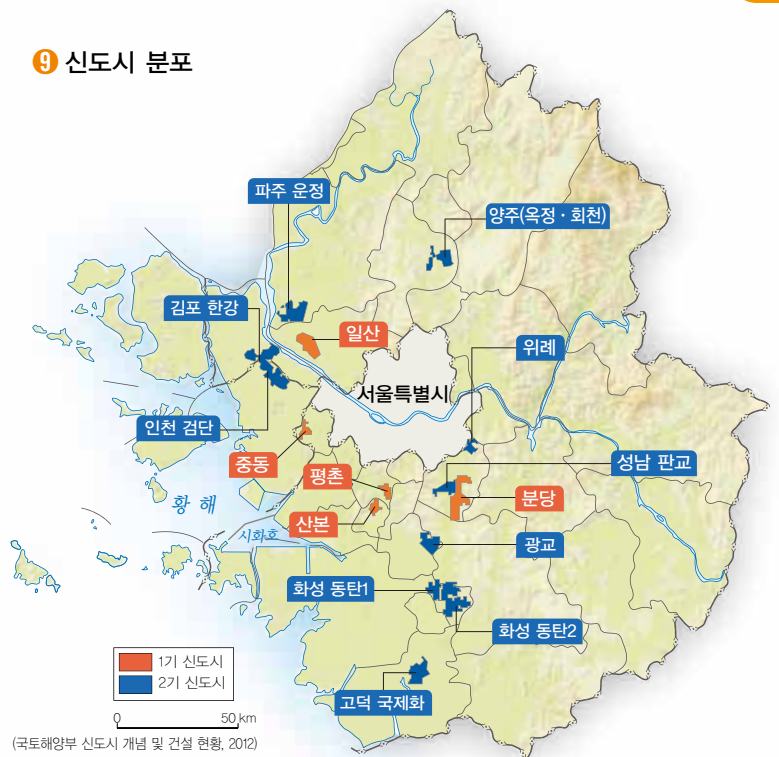 9 신도시 분포
파주 운정
양주(옥정·회천)
김포 한강
일산
위례
서울특별시
인천 검단
중동
평촌
성남 판교
분당
황해
산본
시화호
광교
화성 동탄1
화성 동탄2
고덕 국제화
1기 신도시
2기 신도시
0 50 km
(국토해양부 신도시 개념 및 건설 현황, 2012)